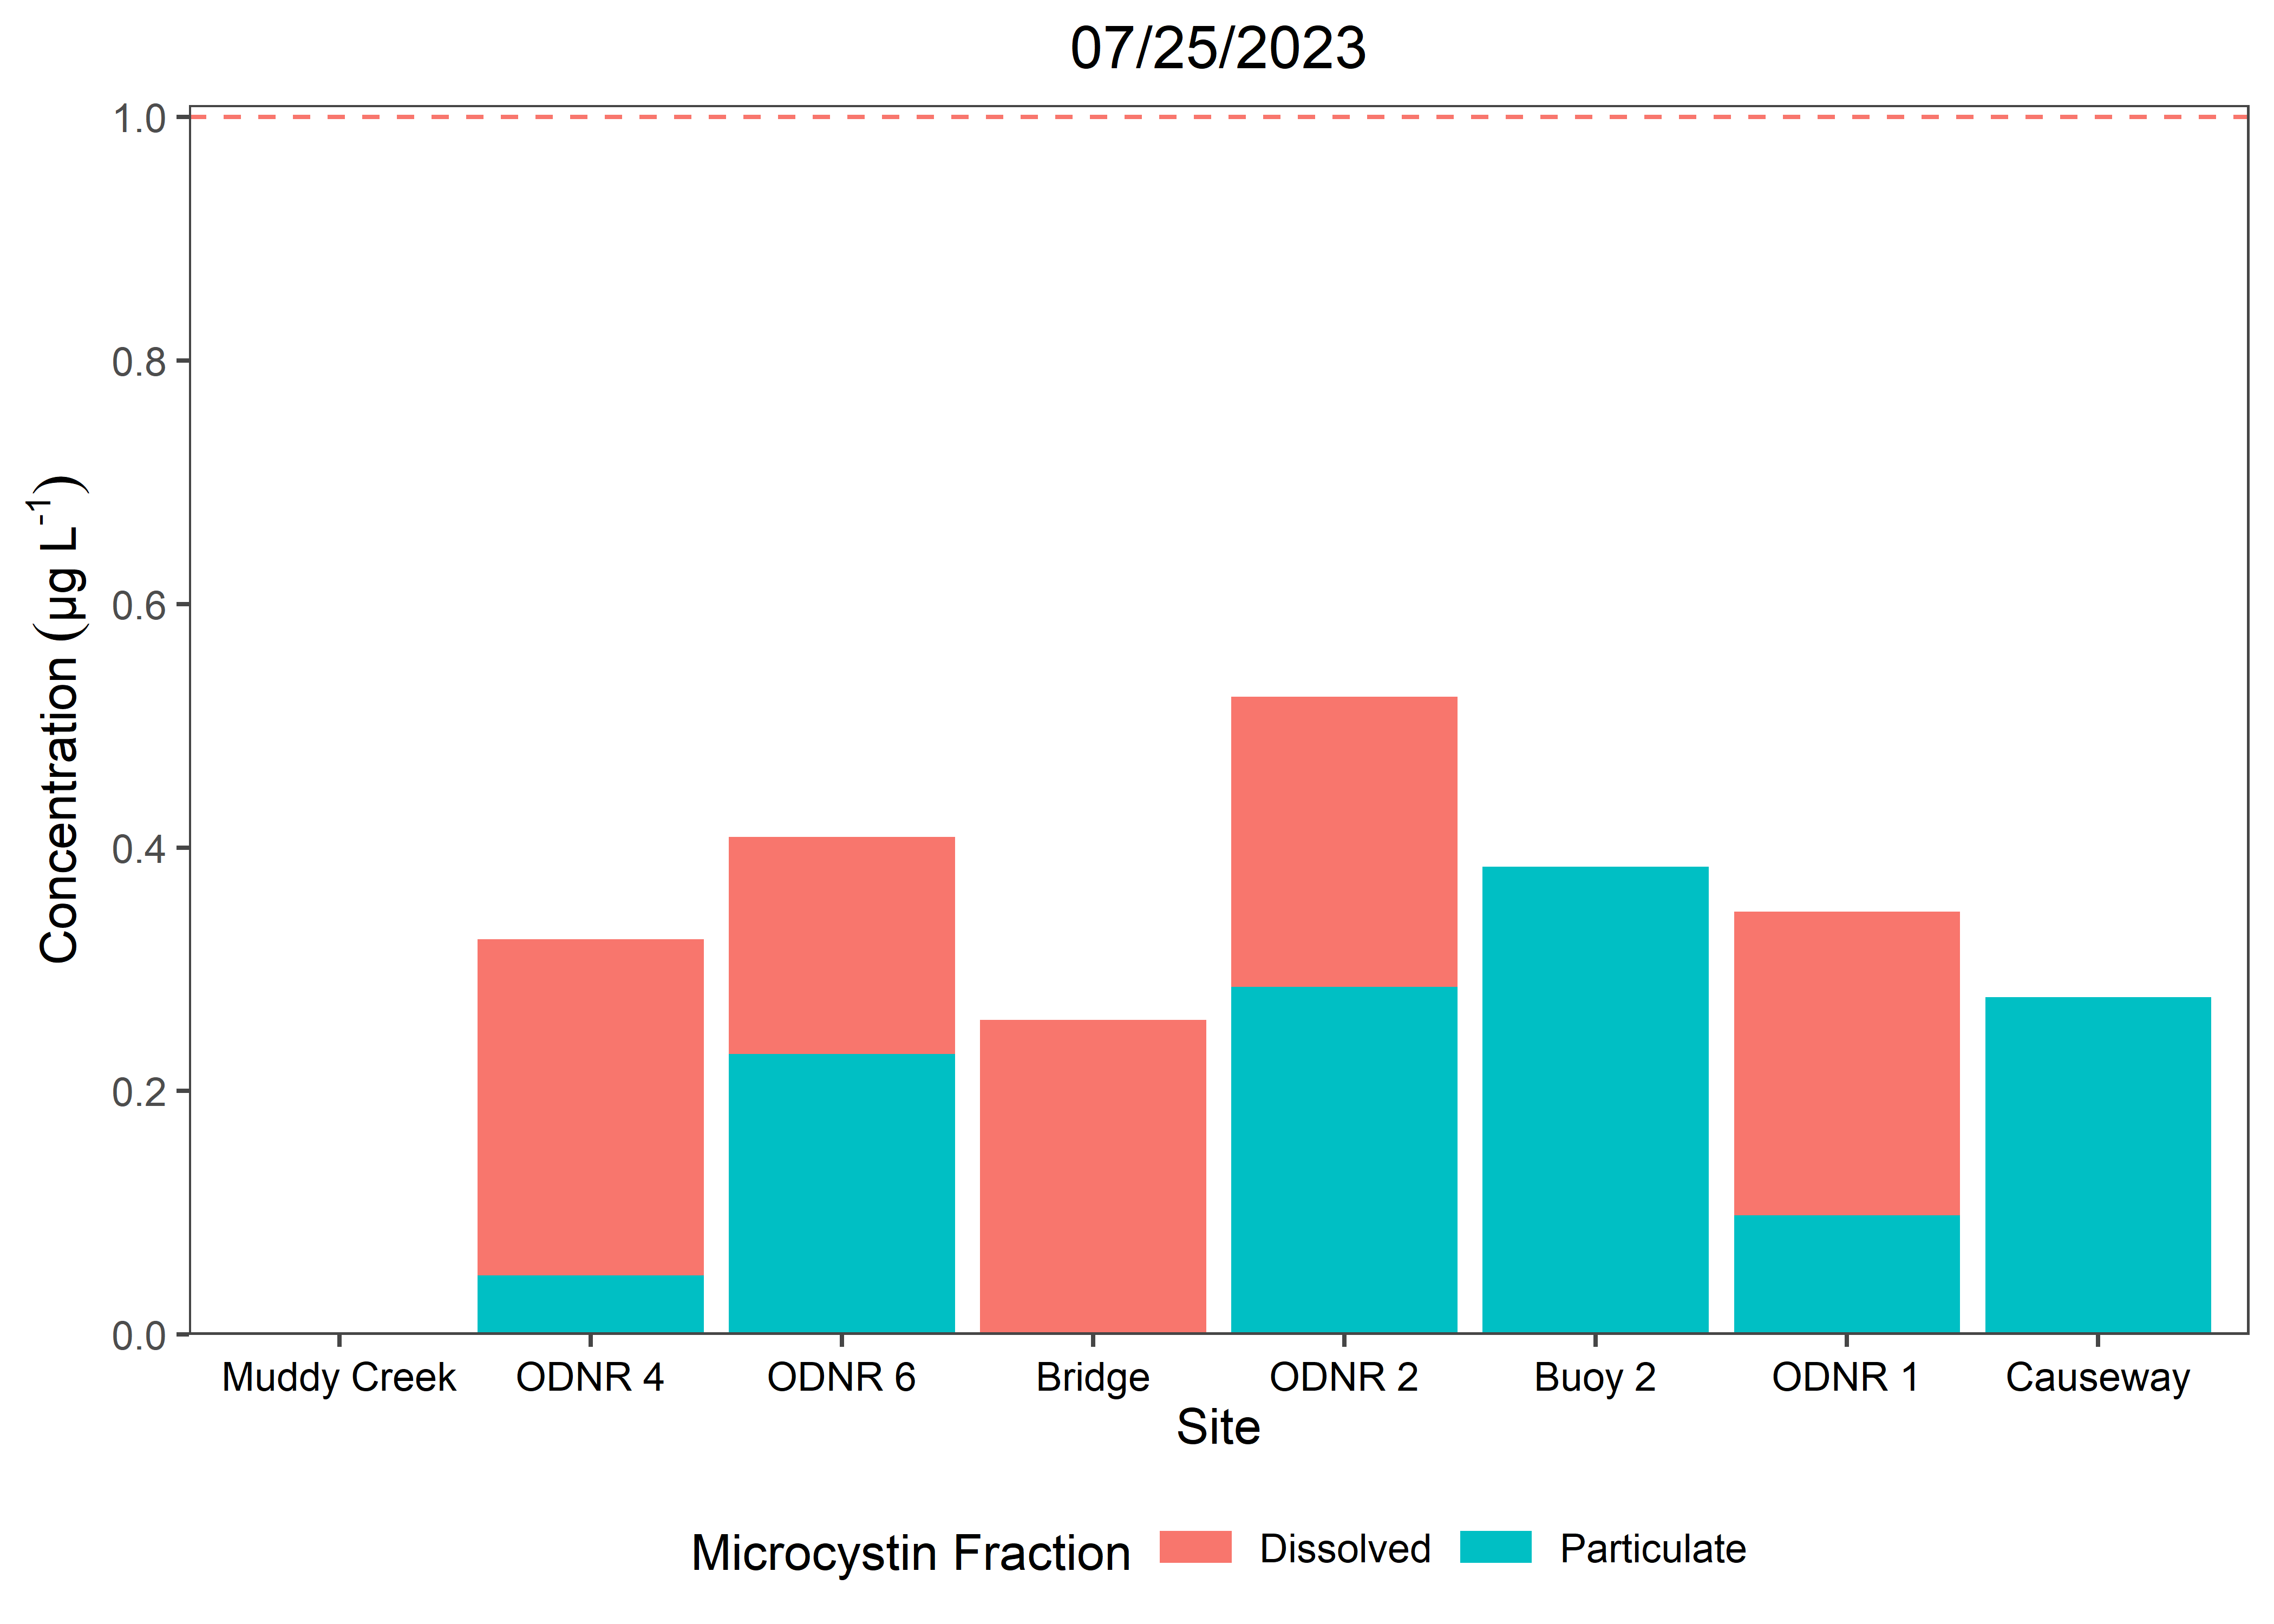 07/25/2023
Concentration (µg L⁻¹)
1.0
0.8
0.6
0.4
0.2
0.0
Muddy Creek ODNR 4 ODNR 6 Bridge ODNR 2 Buoy 2 ODNR 1 Causeway
Site
Microcystin Fraction Dissolved Particulate